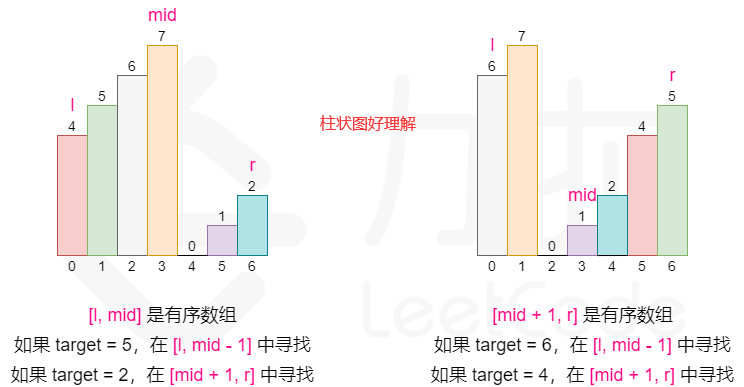 mid
7
6
l
5
4
r
2
1
0
0 1 2 3 4 5 6
[l, mid] 是有序数组
如果 target = 5，在 [l, mid - 1] 中寻找
如果 target = 2，在 [mid + 1, r] 中寻找
柱状图好理解
l
7
6
r
5
4
mid
2
1
0
0 1 2 3 4 5 6
[mid + 1, r] 是有序数组
如果 target = 6，在 [l, mid - 1] 中寻找
如果 target = 4，在 [mid + 1, r] 中寻找
力扣
LeetCode